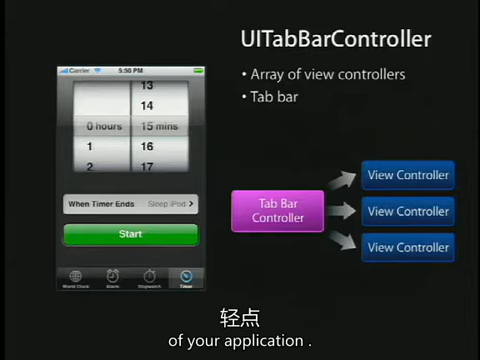 UITabBarController
• Array of view controllers
• Tab bar
Carrier 5:50 PM
13
14
0 hours 15 mins
1 16
2 17
When Timer Ends Sleep iPod >
Start
World Clock Alarm Stopwatch Timer
Tab Bar
Controller
View Controller
View Controller
View Controller
轻点
of your application .